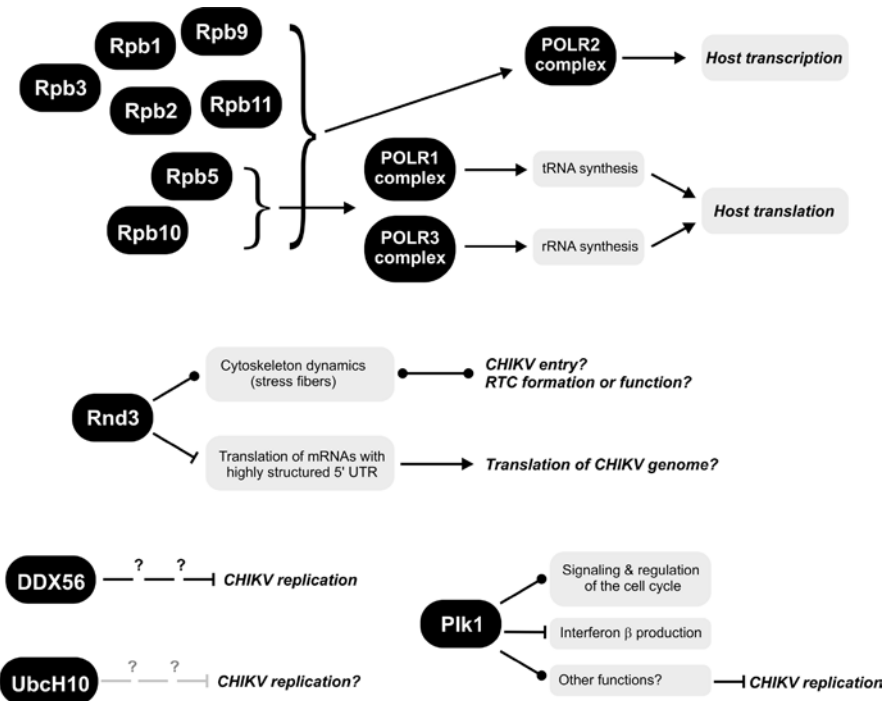 Rpb1
Rpb9
Rpb3
Rpb2
Rpb11
Rpb5
Rpb10
POLR2
complex
Host transcription
POLR1
complex
tRNA synthesis
POLR3
complex
rRNA synthesis
Host translation
Rnd3
Cytoskeleton dynamics
(stress fibers)
CHIKV entry?
RTC formation or function?
Translation of mRNAs with
highly structured 5' UTR
Translation of CHIKV genome?
DDX56
? ?
CHIKV replication
UbcH10
? ?
CHIKV replication?
Plk1
Signaling & regulation
of the cell cycle
Interferon β production
Other functions?
CHIKV replication